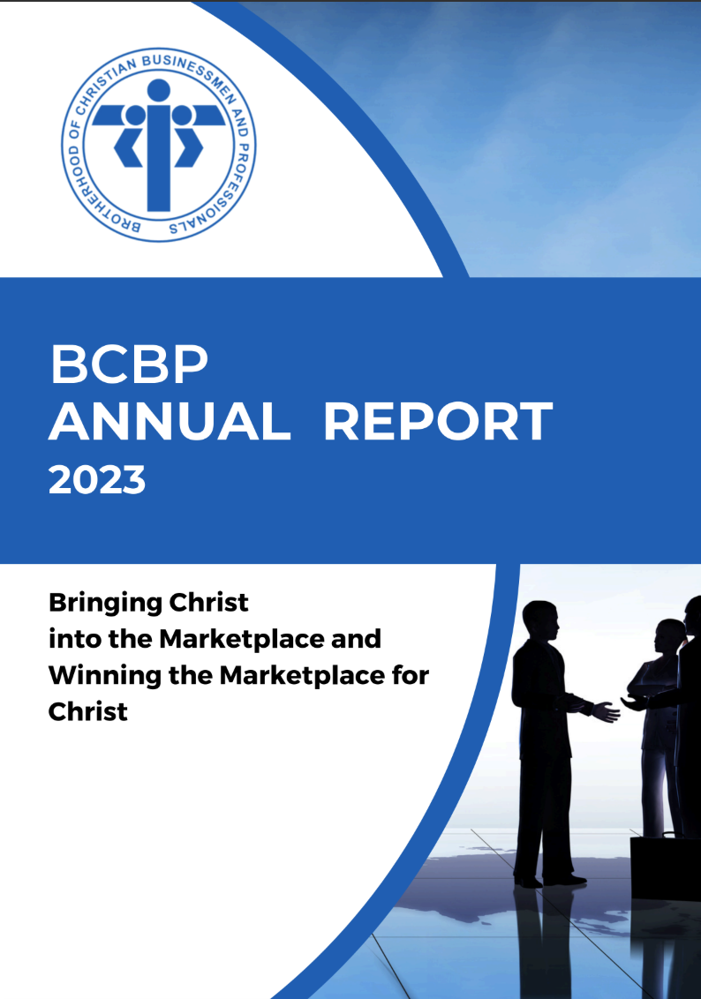 BROTHERHOOD OF CHRISTIAN BUSINESSMEN AND PROFESSIONALS
BCBP
ANNUAL REPORT
2023
Bringing Christ
into the Marketplace and
Winning the Marketplace for
Christ